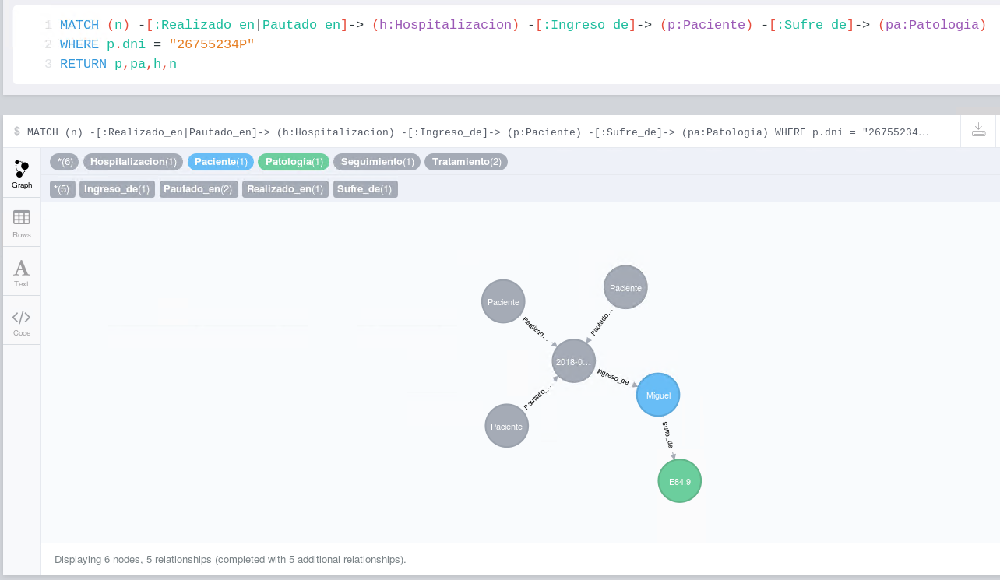 1 MATCH (n) -[:Realizado_en|Pautado_en]-> (h:Hospitalizacion) -[:Ingreso_de]-> (p:Paciente) -[:Sufre_de]-> (pa:Patologia)
2 WHERE p.dni = "26755234P"
3 RETURN p,pa,h,n
$ MATCH (n) -[:Realizado_en|Pautado_en]-> (h:Hospitalizacion) -[:Ingreso_de]-> (p:Paciente) -[:Sufre_de]-> (pa:Patologia) WHERE p.dni = "26755234…
*(6) Hospitalizacion(1) Paciente(1) Patologia(1) Seguimiento(1) Tratamiento(2)
*(5) Ingreso_de(1) Pautado_en(2) Realizado_en(1) Sufre_de(1)
Graph
Rows
A
Text
</>
Code
Paciente
Paciente
Realizad…
Pautado…
2018-0…
Ingreso_de
Miguel
Pautado_…
Paciente
Sufre_de
E84.9
Displaying 6 nodes, 5 relationships (completed with 5 additional relationships).